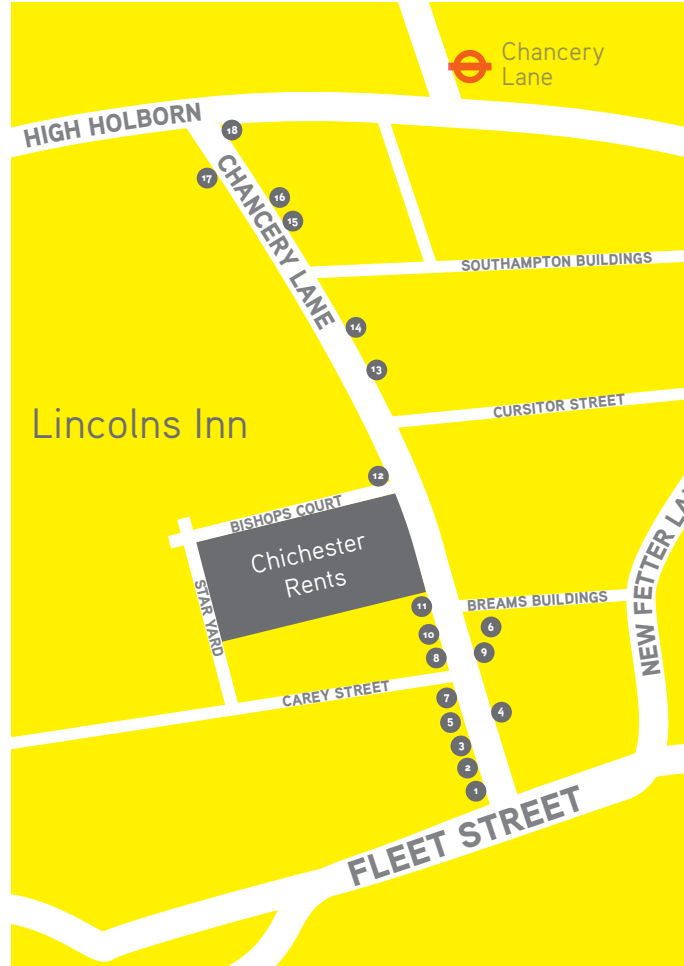 Chancery
Lane
HIGH HOLBORN
18
17
CHANCERY LANE
16
15
SOUTHAMPTON BUILDINGS
14
13
CURSITOR STREET
Lincolns Inn
12
BISHOPS COURT
Chichester
Rents
STAR YARD
11
BREAMS BUILDINGS
NEW FETTER LAN
6
10
9
8
CAREY STREET
7
4
5
3
2
1
FLEET STREET